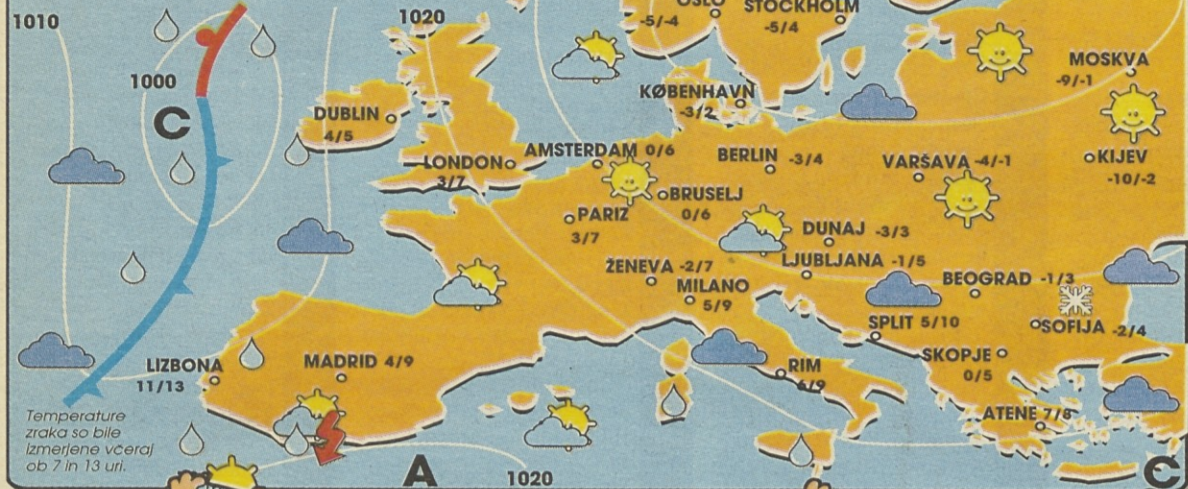 1010
1020
OSLO
-5/-4
STOCKHOLM
-5/4
MOSKVA
-9/-1
1000
C
KØBENHAVN
-3/2
DUBLIN
4/5
LONDON
3/7
AMSTERDAM 0/6
BERLIN -3/4
VARŠAVA -4/-1
KIJEV
-10/-2
BRUSELJ
0/6
PARIZ
3/7
DUNAJ -3/3
LJUBLJANA -1/5
ŽENEVA -2/7
MILANO
5/9
BEOGRAD -1/3
SPLIT 5/10
SOFIJA -2/4
SKOPJE
0/5
LIZBONA
11/13
MADRID 4/9
RIM
6/9
ATENE 7/8
Temperature
zraka so bile
izmerjene včeraj
ob 7 in 13 uri.
A
1020
C